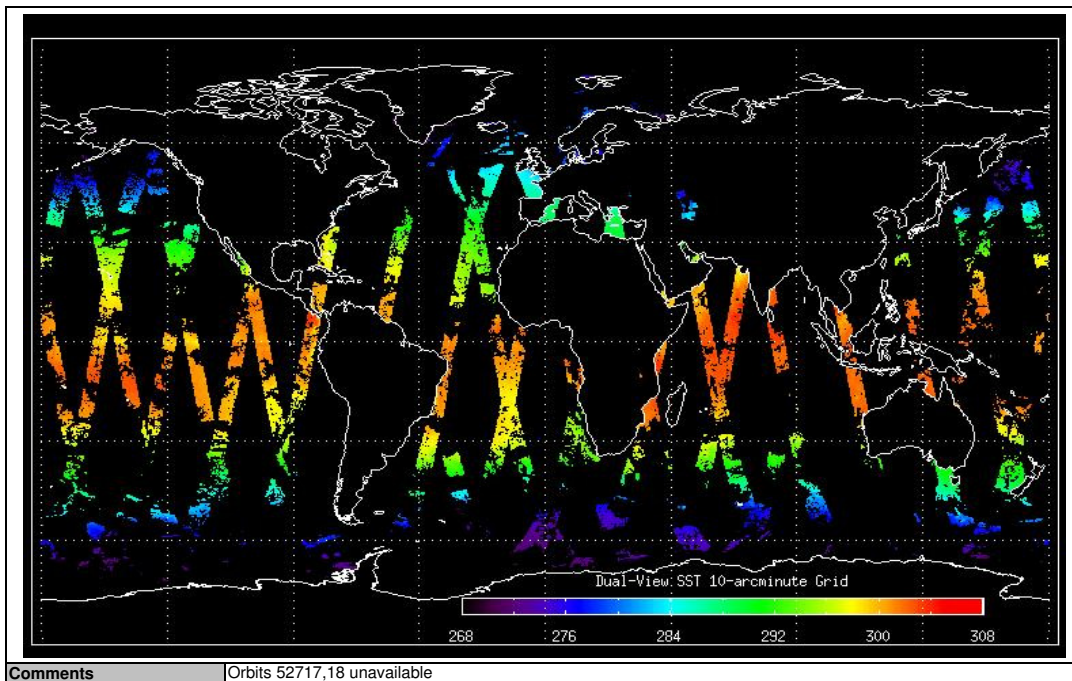 Dual-View:SST 10-arcminute Grid
268 276 284 292 300 308
Comments Orbits 52717,18 unavailable